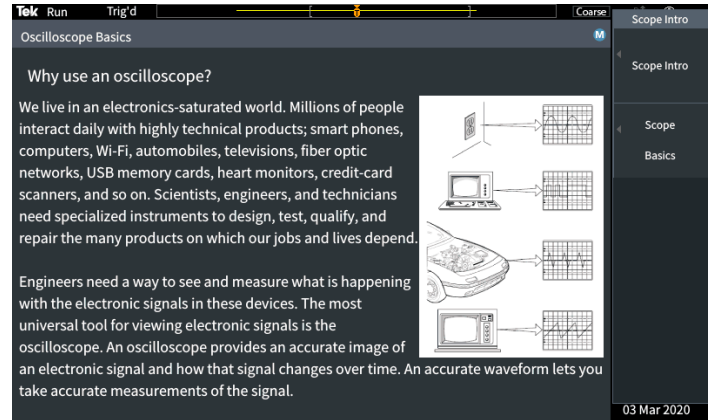 Tek Run Trig'd Coarse
Scope Intro
Oscilloscope Basics M
Scope Intro
Scope
Basics
Why use an oscilloscope?
We live in an electronics-saturated world. Millions of people
interact daily with highly technical products; smart phones,
computers, Wi-Fi, automobiles, televisions, fiber optic
networks, USB memory cards, heart monitors, credit-card
scanners, and so on. Scientists, engineers, and technicians
need specialized instruments to design, test, qualify, and
repair the many products on which our jobs and lives depend.
Engineers need a way to see and measure what is happening
with the electronic signals in these devices. The most
universal tool for viewing electronic signals is the
oscilloscope. An oscilloscope provides an accurate image of
an electronic signal and how that signal changes over time. An accurate waveform lets you
take accurate measurements of the signal.
03 Mar 2020